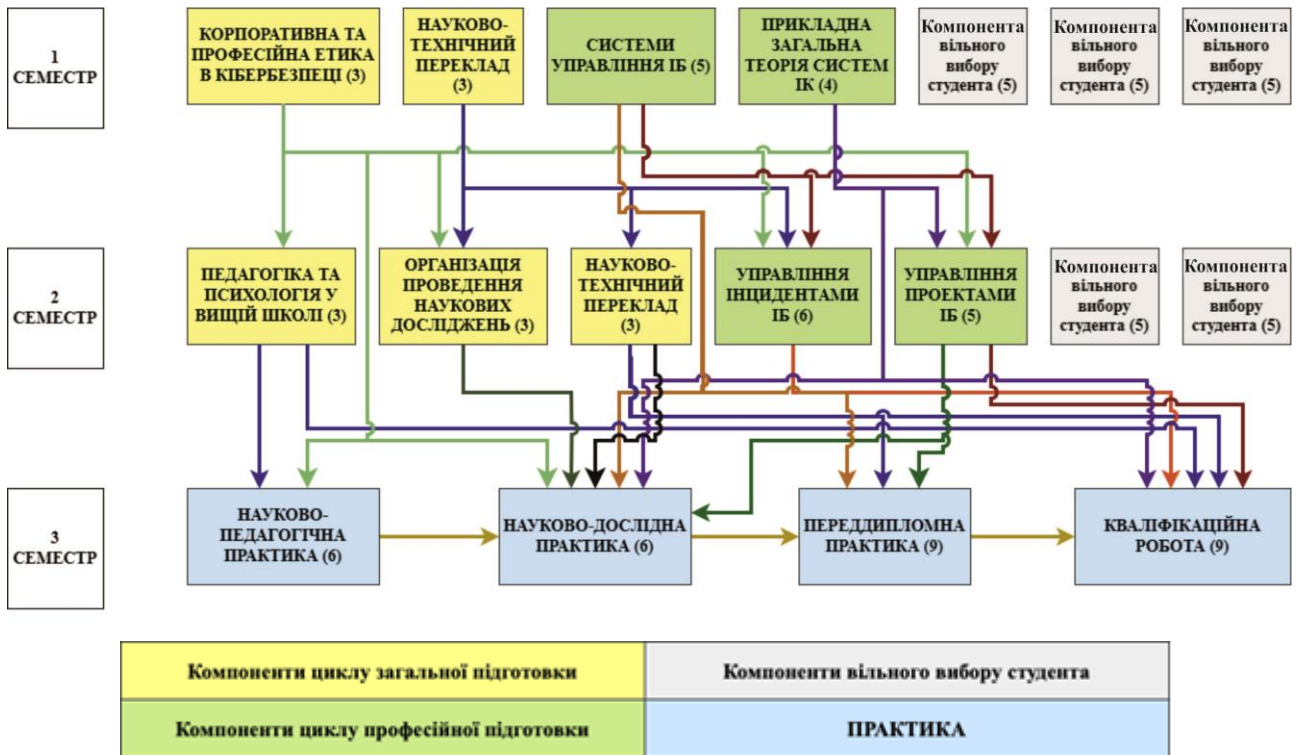 1
СЕМЕСТР
КОРПОРАТИВНА ТА
ПРОФЕСІЙНА ЕТИКА
В КІБЕРБЕЗПЕЦІ (3)
НАУКОВО-
ТЕХНІЧНИЙ
ПЕРЕКЛАД
(3)
СИСТЕМИ
УПРАВЛІННЯ ІБ (5)
ПРИКЛАДНА
ЗАГАЛЬНА
ТЕОРІЯ СИСТЕМ
ІК (4)
Компонента
вільного
вибору
студента (5)
Компонента
вільного
вибору
студента (5)
Компонента
вільного
вибору
студента (5)
2
СЕМЕСТР
ПЕДАГОГІКА ТА
ПСИХОЛОГІЯ У
ВИЩІЙ ШКОЛІ (3)
ОРГАНІЗАЦІЯ
ПРОВЕДЕННЯ
НАУКОВИХ
ДОСЛІДЖЕНЬ (3)
НАУКОВО-
ТЕХНІЧНИЙ
ПЕРЕКЛАД
(3)
УПРАВЛІННЯ
ІНЦИДЕНТАМИ
ІБ (6)
УПРАВЛІННЯ
ПРОЕКТАМИ
ІБ (5)
Компонента
вільного
вибору
студента (5)
Компонента
вільного
вибору
студента (5)
3
СЕМЕСТР
НАУКОВО-
ПЕДАГОГІЧНА
ПРАКТИКА (6)
НАУКОВО-ДОСЛІДНА
ПРАКТИКА (6)
ПЕРЕДДИПЛОМНА
ПРАКТИКА (9)
КВАЛІФІКАЦІЙНА
РОБОТА (9)
Компоненти циклу загальної підготовки
Компоненти вільного вибору студента
Компоненти циклу професійної підготовки
ПРАКТИКА